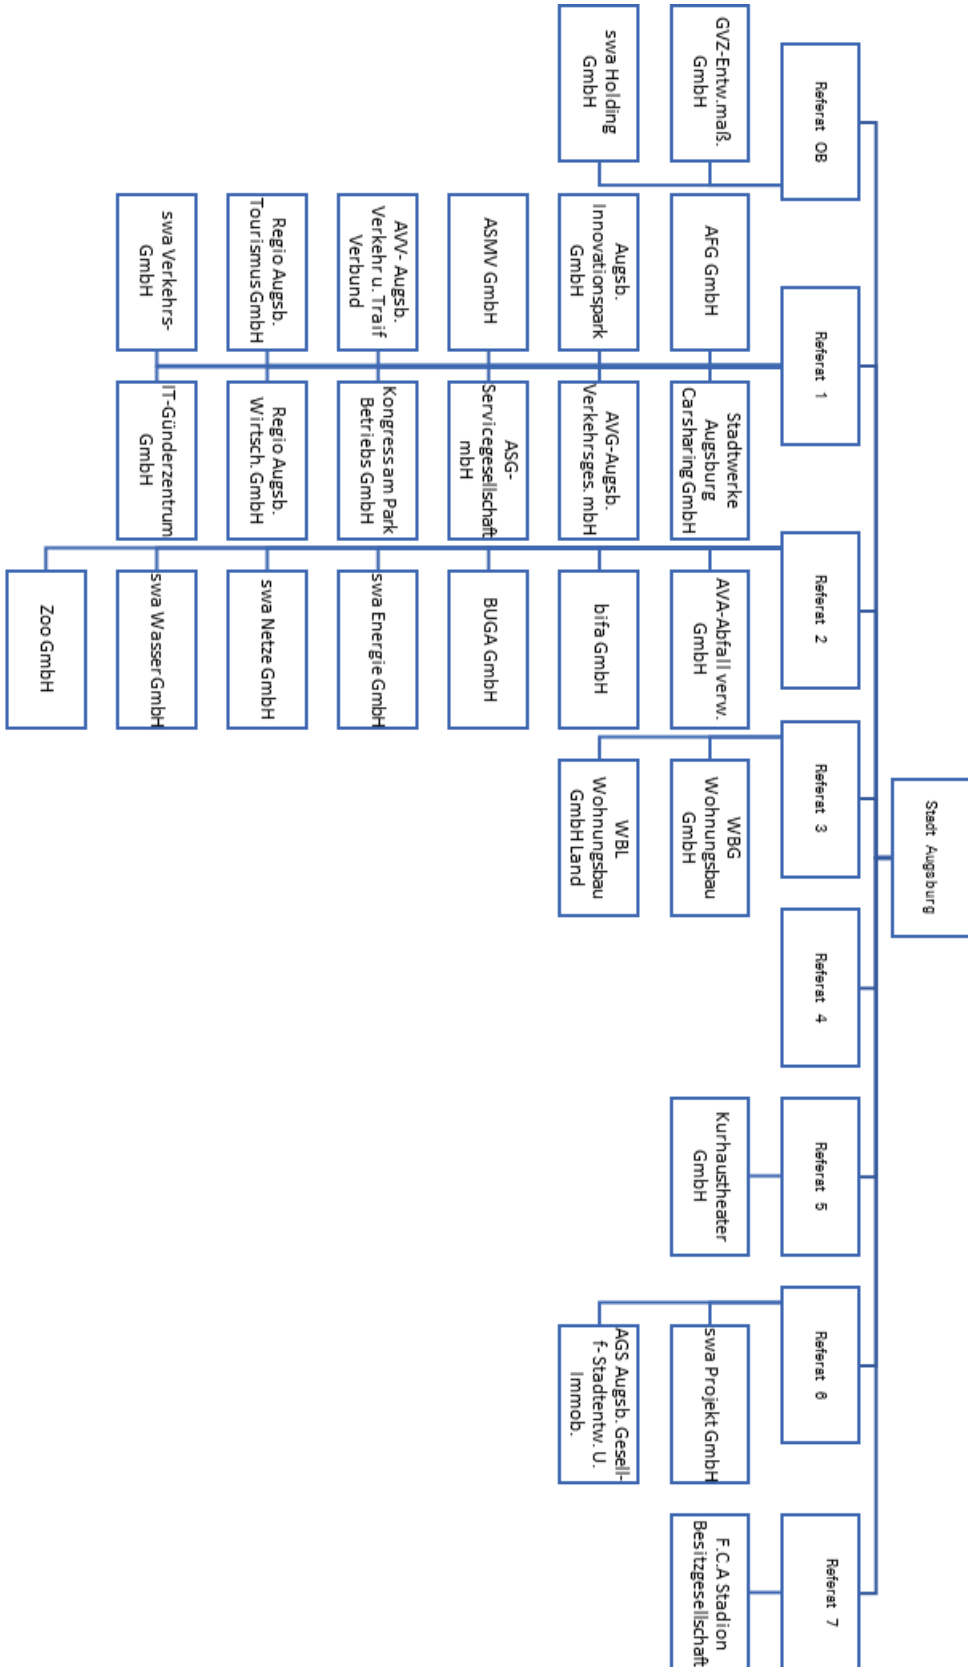 Stadt Augsburg
Referat OB
Referat 1
Referat 2
Referat 3
Referat 4
Referat 5
Referat 6
Referat 7
GVZ-Entw.maß.
GmbH
swa Holding
GmbH
AFG GmbH
Stadtwerke
Augsburg
Carsharing GmbH
Augsb.
Innovationspark
GmbH
AVG-Augsb.
Verkehrsges. mbH
ASMV GmbH
ASG-
Servicegesellschaft
mbH
AVV- Augsb.
Verkehr u. Traif
Verbund
Kongress am Park
Betriebs GmbH
Regio Augsb.
Tourismus GmbH
Regio Augsb.
Wirtsch. GmbH
swa Verkehrs-
GmbH
IT-Günderzentrum
GmbH
AVA-Abfall verw.
GmbH
bifa GmbH
BUGA GmbH
swa Energie GmbH
swa Netze GmbH
swa Wasser GmbH
Zoo GmbH
WBG
Wohnungsbau
GmbH
WBL
Wohnungsbau
GmbH Land
Kurhaustheater
GmbH
swa Projekt GmbH
AGS Augsb. Gesell-
f- Stadtentw. U.
Immob.
F.C.A Stadion
Besitzgesellschaft